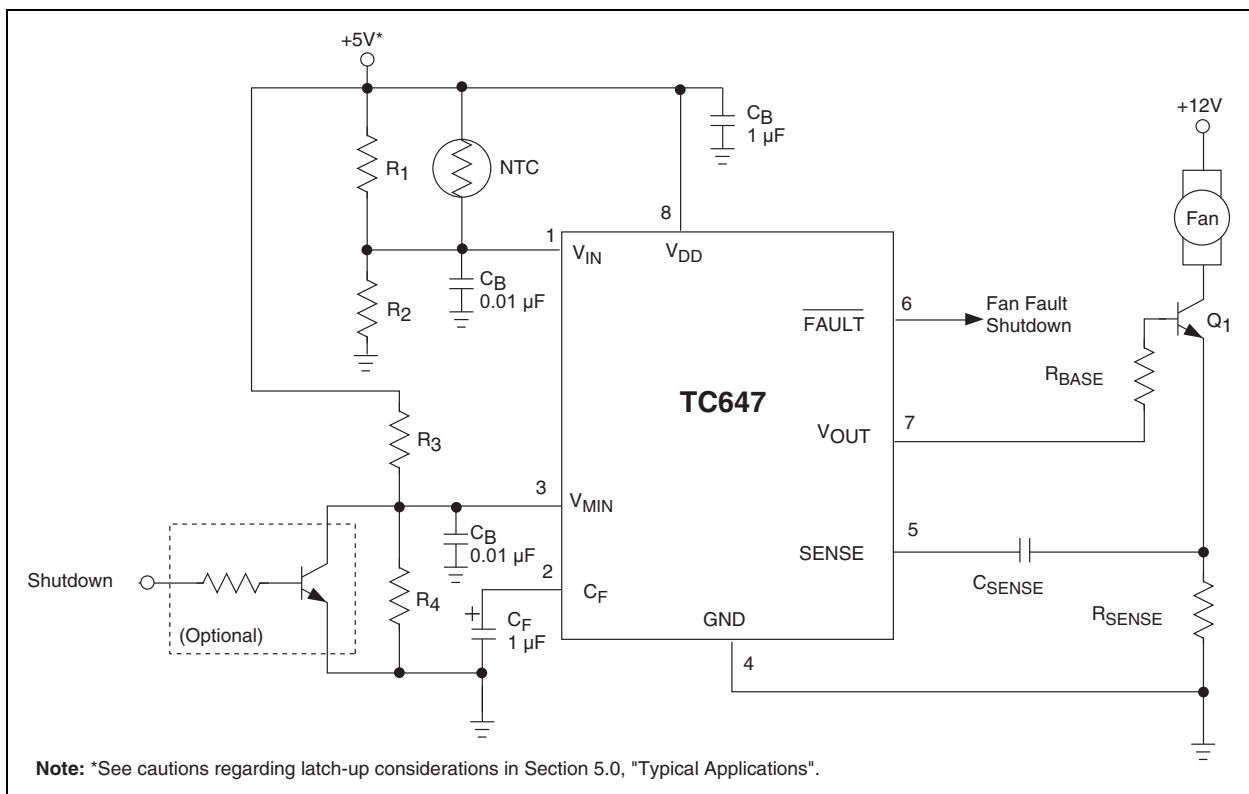 +5V*
CB
1 µF
+12V
R1
NTC
Fan
8
1
VIN
VDD
CB
0.01 µF
R2
6
FAULT
Fan Fault
Shutdown
Q1
RBASE
TC647
R3
VOUT
7
3
VMIN
CB
0.01 µF
5
SENSE
CSENSE
2
Shutdown
R4
CF
+
CF
1 µF
GND
RSENSE
(Optional)
4
Note: *See cautions regarding latch-up considerations in Section 5.0, "Typical Applications".